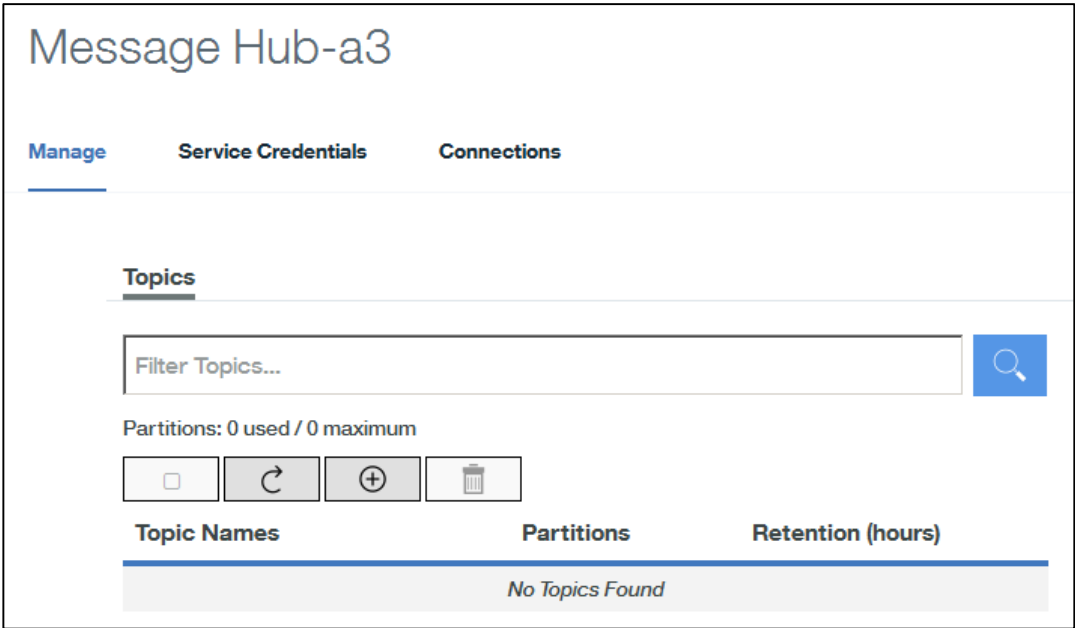 Message Hub-a3
Manage Service Credentials Connections
Topics
Filter Topics...
Partitions: 0 used / 0 maximum
Topic Names Partitions Retention (hours)
No Topics Found